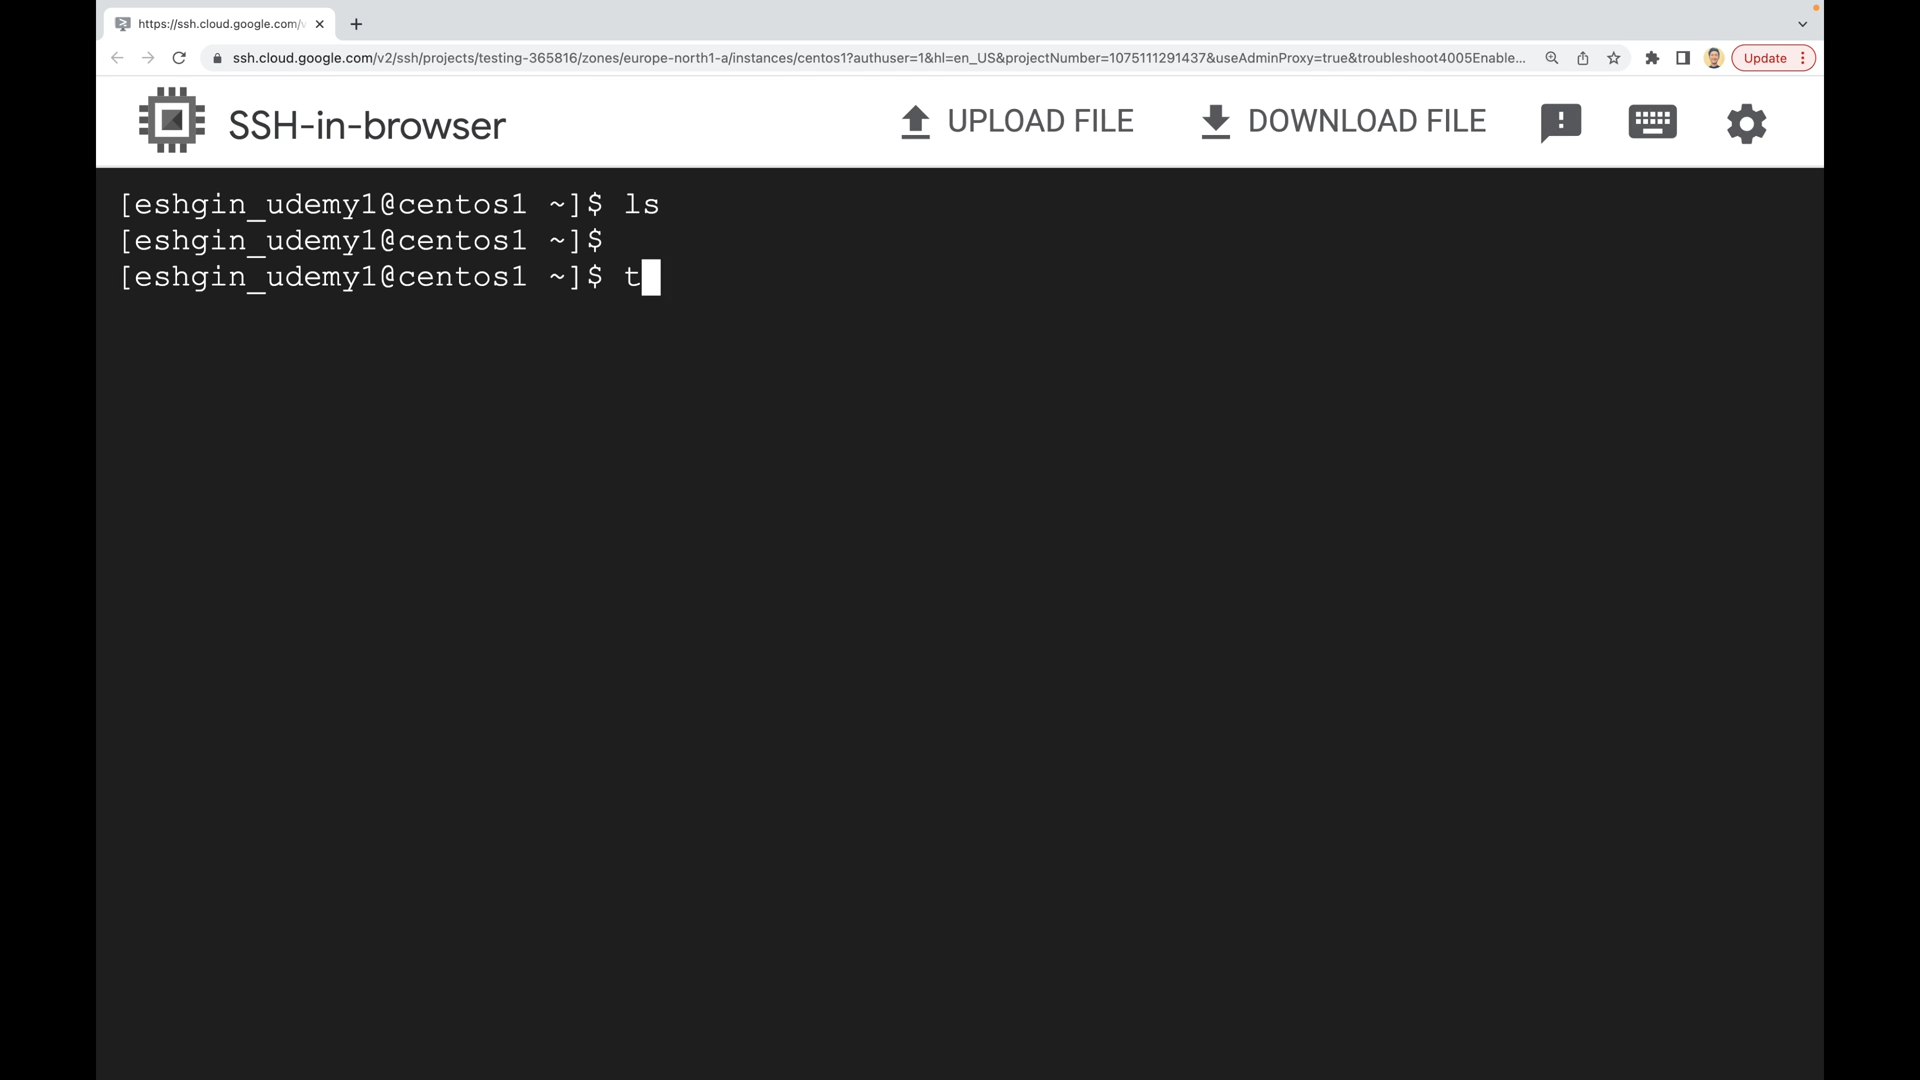 https://ssh.cloud.google.com/v
ssh.cloud.google.com/v2/ssh/projects/testing-365816/zones/europe-north1-a/instances/centos1?authuser=1&hl=en_US&projectNumber=1075111291437&useAdminProxy=true&troubleshoot4005Enable...
Update
SSH-in-browser
UPLOAD FILE
DOWNLOAD FILE
[eshgin_udemy1@centos1 ~]$ ls
[eshgin_udemy1@centos1 ~]$
[eshgin_udemy1@centos1 ~]$ t